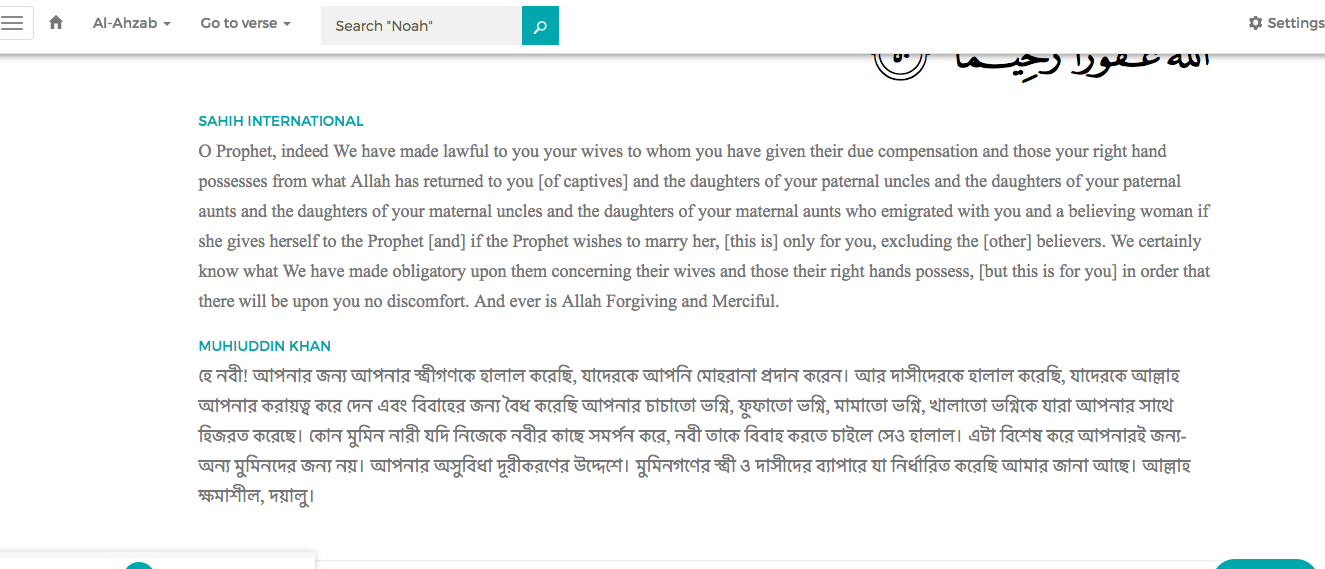 Al-Ahzab
Go to verse
Search "Noah"
Settings
الله غفورا رحيما
SAHIH INTERNATIONAL
O Prophet, indeed We have made lawful to you your wives to whom you have given their due compensation and those your right hand
possesses from what Allah has returned to you [of captives] and the daughters of your paternal uncles and the daughters of your paternal
aunts and the daughters of your maternal uncles and the daughters of your maternal aunts who emigrated with you and a believing woman if
she gives herself to the Prophet [and] if the Prophet wishes to marry her, [this is] only for you, excluding the [other] believers. We certainly
know what We have made obligatory upon them concerning their wives and those their right hands possess, [but this is for you] in order that
there will be upon you no discomfort. And ever is Allah Forgiving and Merciful.
MUHIUDDIN KHAN
হে নবী! আপনার জন্য আপনার স্ত্রীগণকে হালাল করেছি, যাদেরকে আপনি মোহরানা প্রদান করেন। আর দাসীদেরকে হালাল করেছি, যাদেরকে আল্লাহ
আপনার করায়ত্ব করে দেন এবং বিবাহের জন্য বৈধ করেছি আপনার চাচাতো ভগ্নি, ফুফাতো ভগ্নি, মামাতো ভগ্নি, খালাতো ভগ্নিকে যারা আপনার সাথে
হিজরত করেছে। কোন মুমিন নারী যদি নিজেকে নবীর কাছে সমর্পন করে, নবী তাকে বিবাহ করতে চাইলে সেও হালাল। এটা বিশেষ করে আপনারই জন্য-
অন্য মুমিনদের জন্য নয়। আপনার অসুবিধা দূরীকরণের উদ্দেশে। মুমিনগণের স্ত্রী ও দাসীদের ব্যাপারে যা নির্ধারিত করেছি আমার জানা আছে। আল্লাহ
ক্ষমাশীল, দয়ালু।